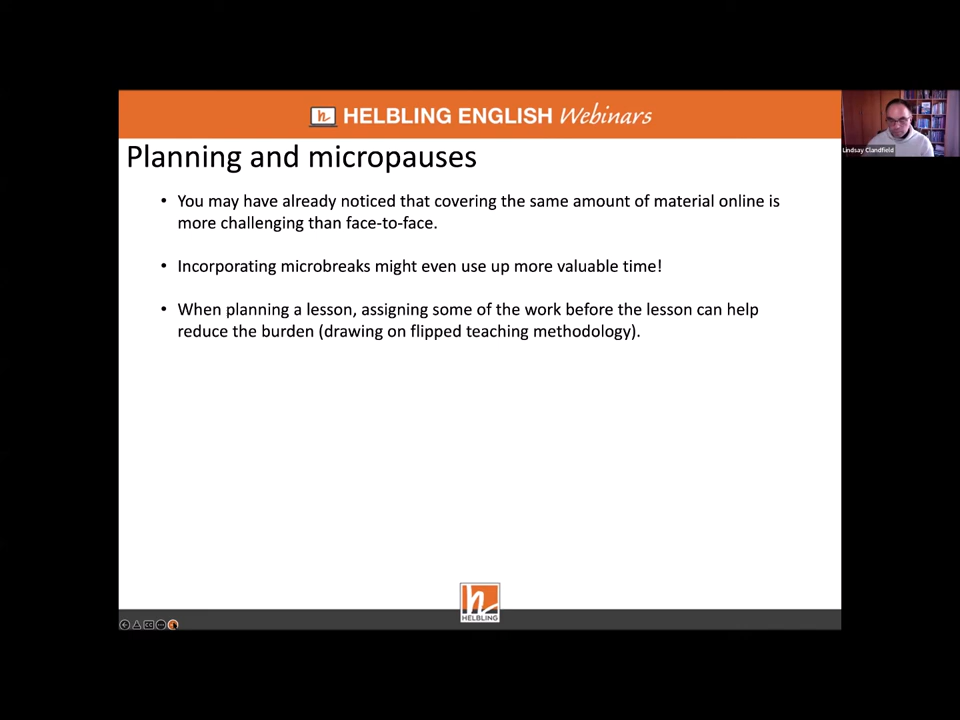 HELBLING ENGLISH Webinars
Planning and micropauses
Lindsay Clandfield
• You may have already noticed that covering the same amount of material online is
more challenging than face-to-face.
• Incorporating microbreaks might even use up more valuable time!
• When planning a lesson, assigning some of the work before the lesson can help
reduce the burden (drawing on flipped teaching methodology).
h
HELBLING